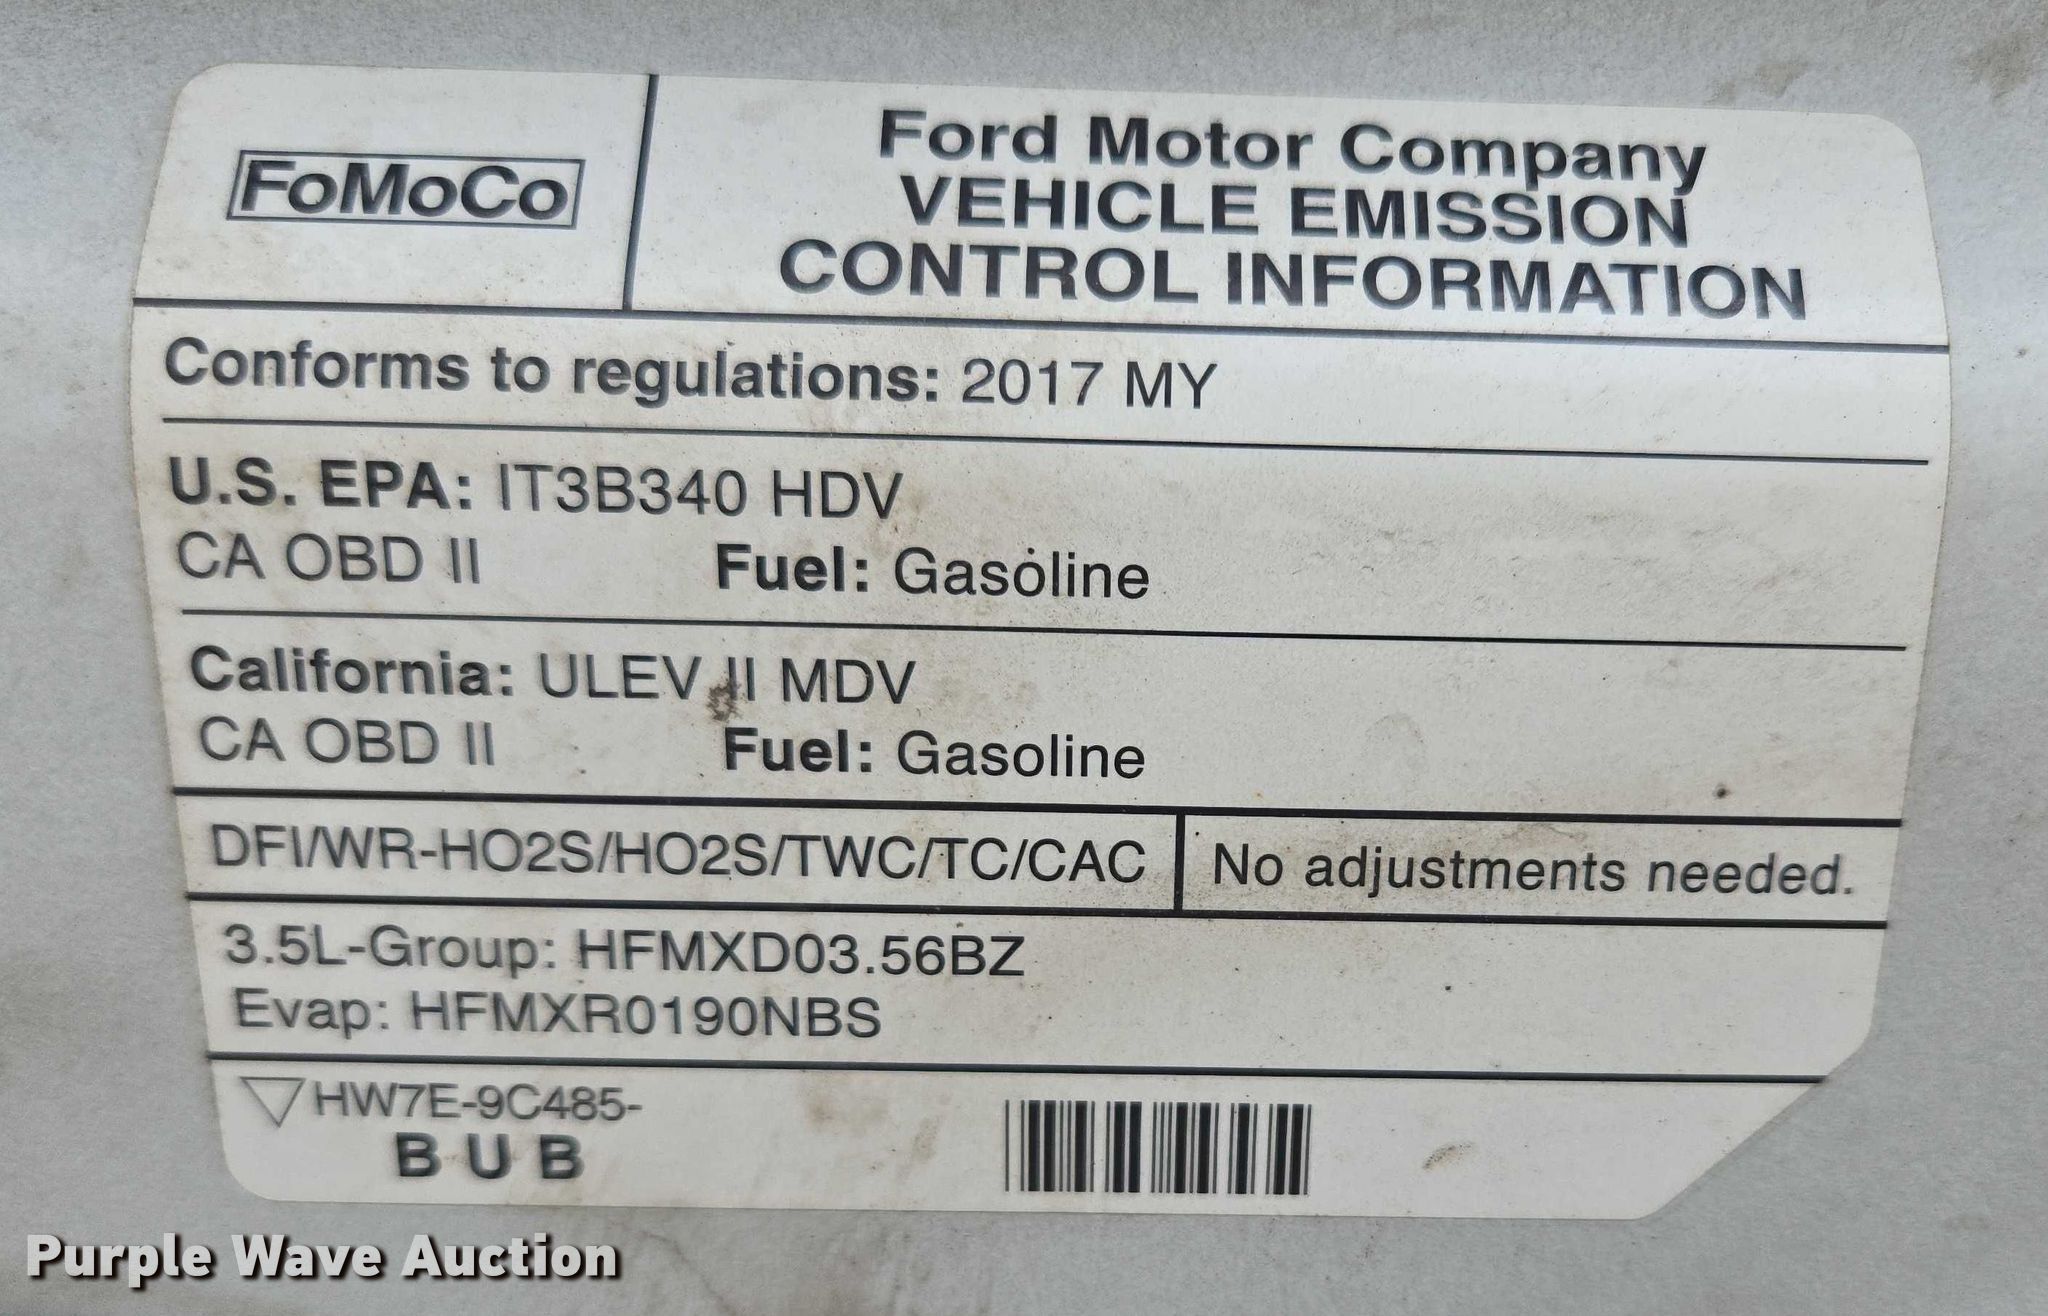 FoMoCo
Ford Motor Company
VEHICLE EMISSION
CONTROL INFORMATION
Conforms to regulations: 2017 MY
U.S. EPA: IT3B340 HDV
CA OBD II Fuel: Gasoline
California: ULEV II MDV
CA OBD II Fuel: Gasoline
DFI/WR-HO2S/HO2S/TWC/TC/CAC
No adjustments needed.
3.5L-Group: HFMXD03.56BZ
Evap: HFMXR0190NBS
HW7E-9C485-
B U B
Purple Wave Auction